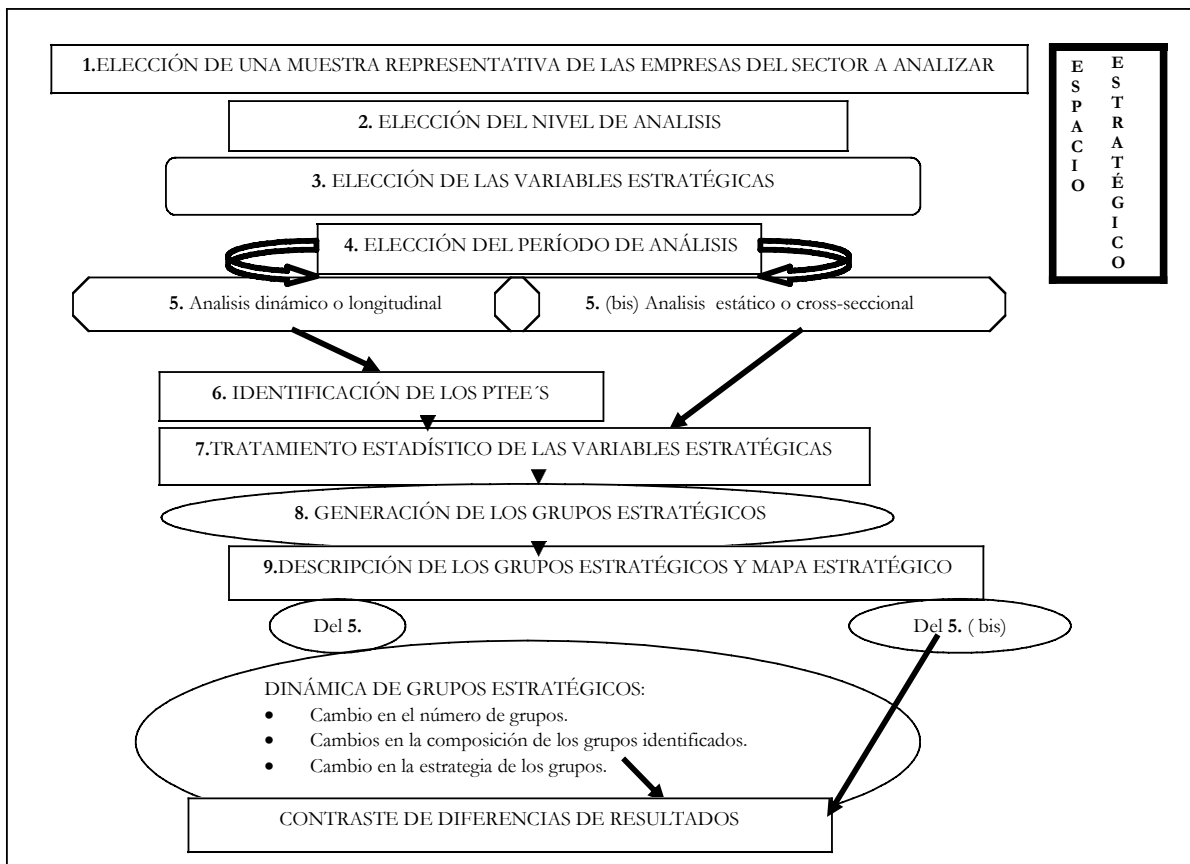 1.ELECCIÓN DE UNA MUESTRA REPRESENTATIVA DE LAS EMPRESAS DEL SECTOR A ANALIZAR
ESPACIO
ESTRATÉGICO
2. ELECCIÓN DEL NIVEL DE ANALISIS
3. ELECCIÓN DE LAS VARIABLES ESTRATÉGICAS
4. ELECCIÓN DEL PERÍODO DE ANÁLISIS
5. Analisis dinámico o longitudinal
5. (bis) Analisis estático o cross-seccional
6. IDENTIFICACIÓN DE LOS PTEE´S
7.TRATAMIENTO ESTADÍSTICO DE LAS VARIABLES ESTRATÉGICAS
8. GENERACIÓN DE LOS GRUPOS ESTRATÉGICOS
9.DESCRIPCIÓN DE LOS GRUPOS ESTRATÉGICOS Y MAPA ESTRATÉGICO
Del 5.
Del 5. ( bis)
DINÁMICA DE GRUPOS ESTRATÉGICOS:
• Cambio en el número de grupos.
• Cambios en la composición de los grupos identificados.
• Cambio en la estrategia de los grupos.
CONTRASTE DE DIFERENCIAS DE RESULTADOS